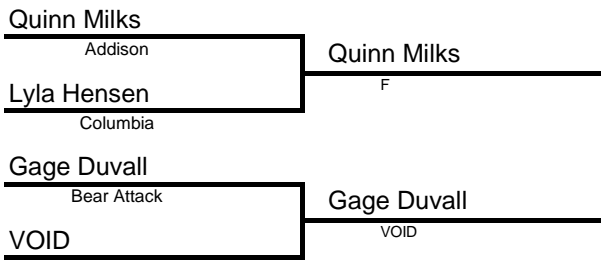 Quinn Milks
Addison
Quinn Milks
F
Lyla Hensen
Columbia
Gage Duvall
Bear Attack
Gage Duvall
VOID
VOID